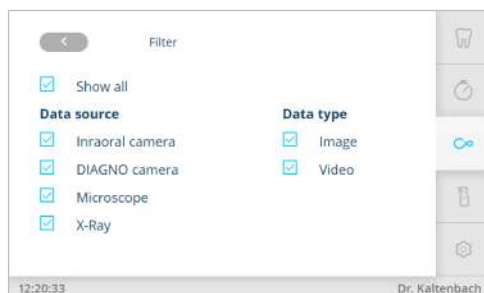 Filter
Show all
Data source
Inraoral camera
DIAGNO camera
Microscope
X-Ray
Data type
Image
Video
12:20:33 Dr. Kaltenbach